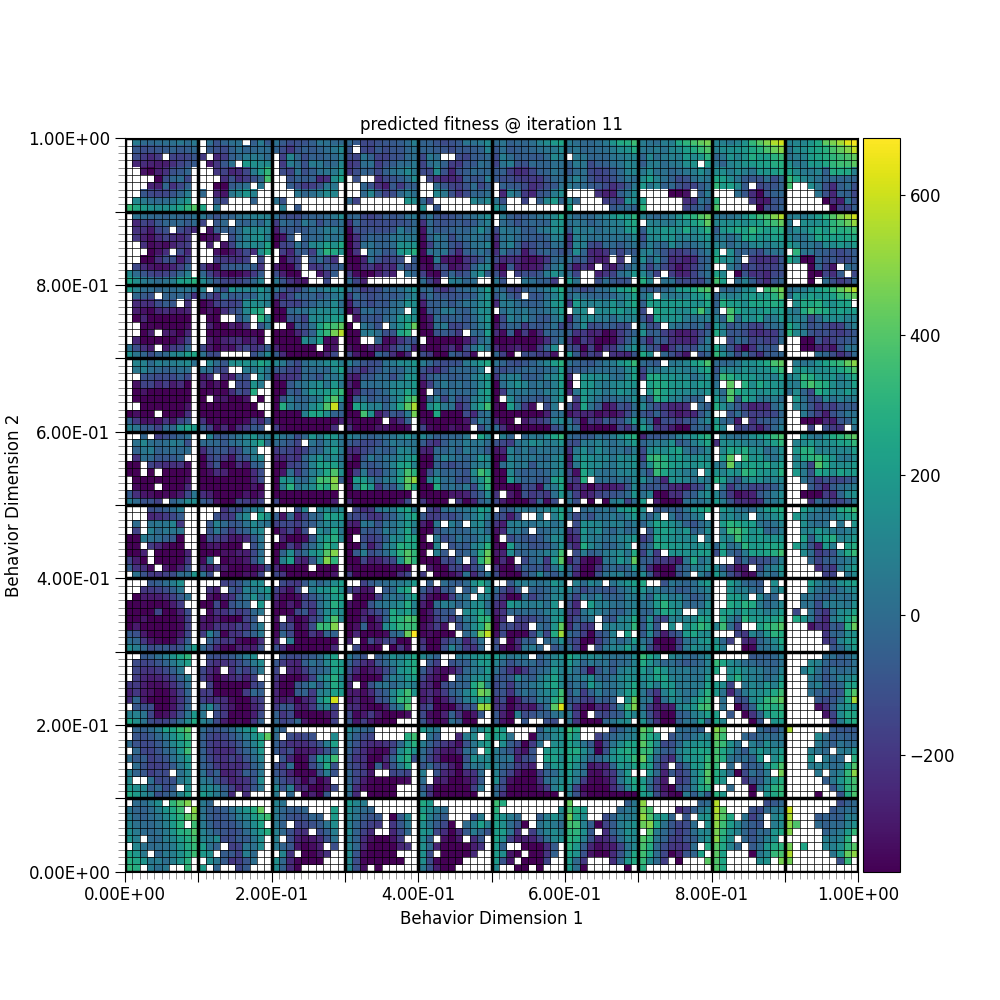 predicted fitness @ iteration 11
1.00E+00
8.00E-01
6.00E-01
4.00E-01
2.00E-01
0.00E+00
Behavior Dimension 2
0.00E+00 2.00E-01 4.00E-01 6.00E-01 8.00E-01 1.00E+00
Behavior Dimension 1
600
400
200
0
−200